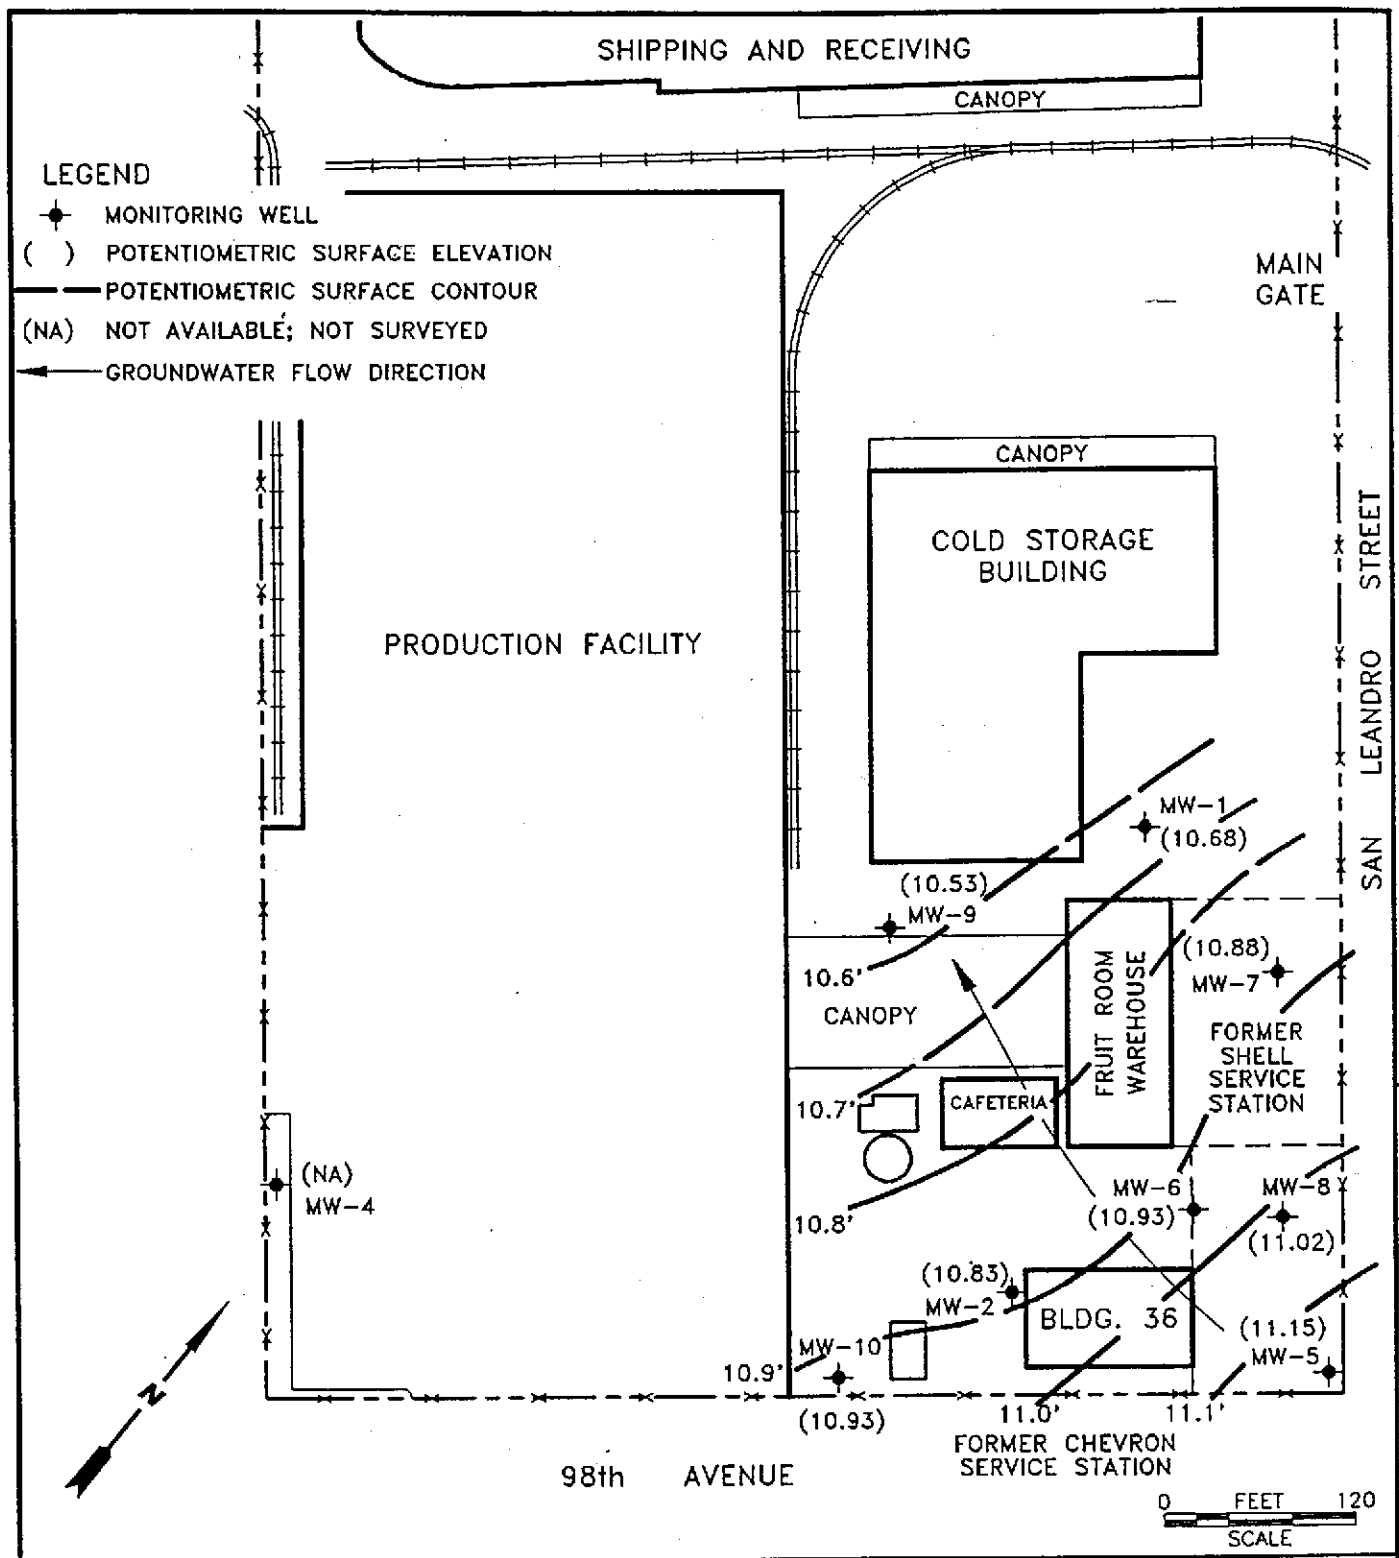 SHIPPING AND RECEIVING
CANOPY
LEGEND
MONITORING WELL
( ) POTENTIOMETRIC SURFACE ELEVATION
POTENTIOMETRIC SURFACE CONTOUR
(NA) NOT AVAILABLE; NOT SURVEYED
GROUNDWATER FLOW DIRECTION
MAIN
GATE
CANOPY
COLD STORAGE
BUILDING
SAN LEANDRO STREET
PRODUCTION FACILITY
MW-1
(10.68)
(10.53)
MW-9
10.6'
CANOPY
FRUIT ROOM
WAREHOUSE
(10.88)
MW-7
FORMER
SHELL
SERVICE
STATION
10.7'
CAFETERIA
(NA)
MW-4
10.8'
MW-6
(10.93)
MW-8
(11.02)
(10.83)
MW-2
BLDG. 36
(11.15)
MW-5
MW-10
10.9'
(10.93)
11.0'
11.1'
FORMER CHEVRON
SERVICE STATION
98th AVENUE
N
0 FEET 120
SCALE